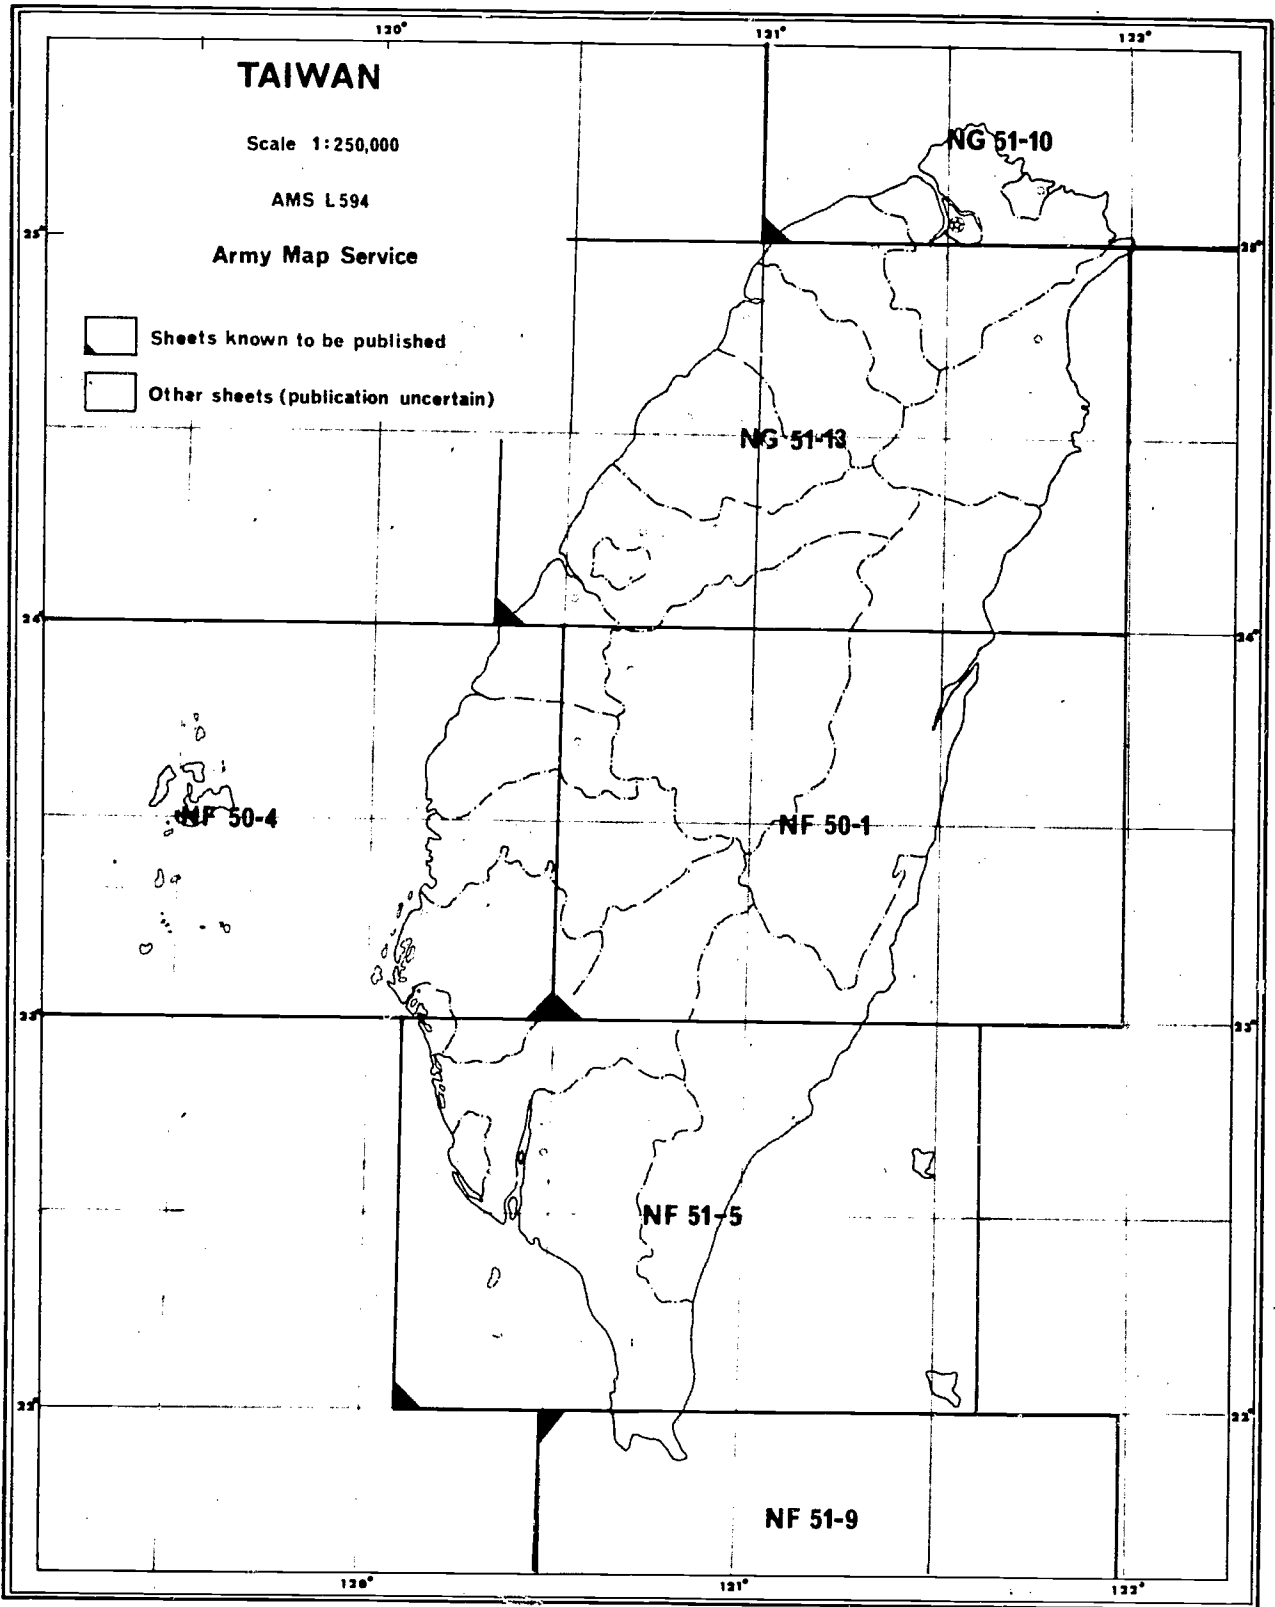 120° 121° 122°
TAIWAN
Scale 1:250,000
AMS L594
Army Map Service
Sheets known to be published
Other sheets (publication uncertain)
NG 51-10
25° 25°
NG 51-13
24° 24°
NF 50-4
NF 50-1
23° 23°
NF 51-5
22° 22°
NF 51-9
120° 121° 122°